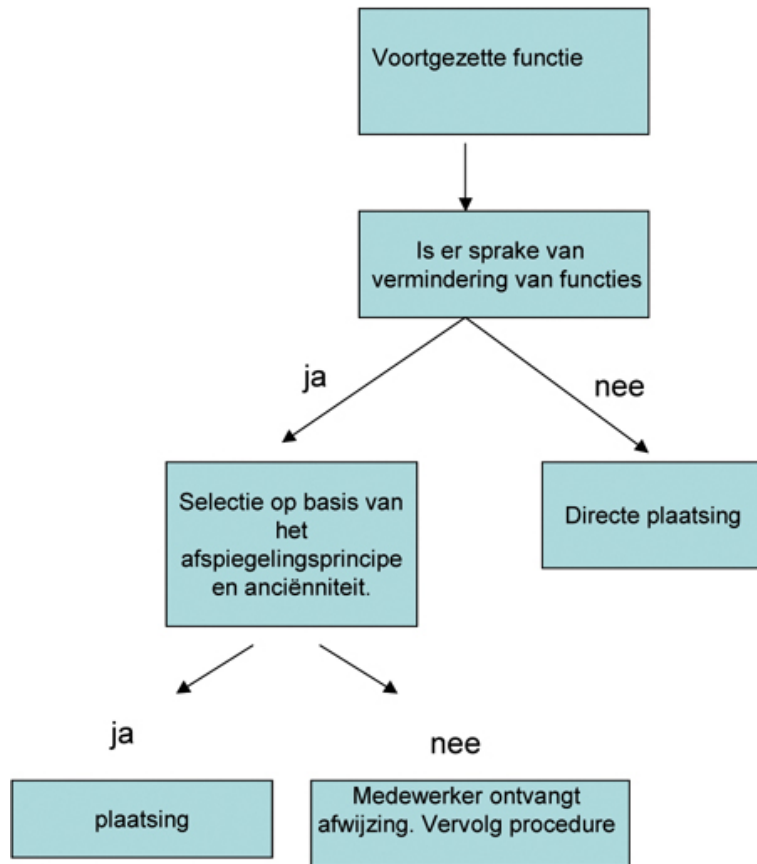 Voortgezette functie
Is er sprake van
vermindering van functies
ja
nee
Selectie op basis van
het
afspiegelingsprincipe
en anciënniteit.
Directe plaatsing
ja
nee
plaatsing
Medewerker ontvangt
afwijzing. Vervolg procedure